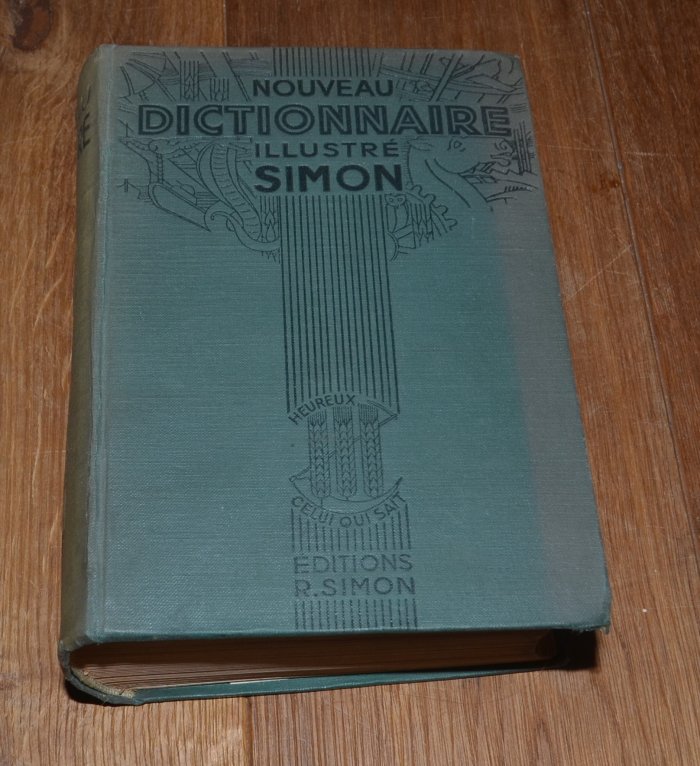 NOUVEAU
DICTIONNAIRE
ILLUSTRÉ
SIMON
HEUREUX
CELUI QUI SAIT
EDITIONS
R. SIMON